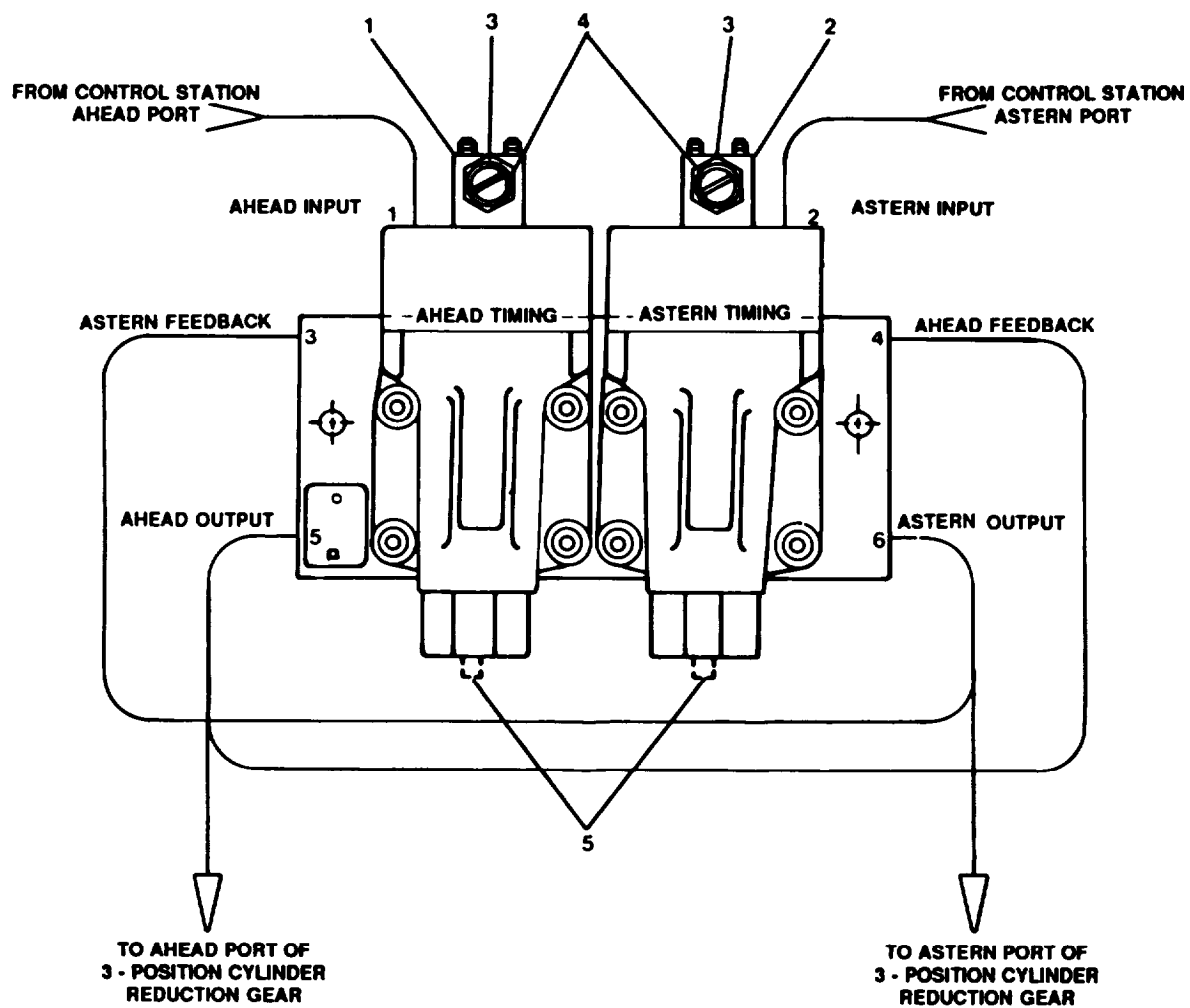 1
3
4
3
2
FROM CONTROL STATION
AHEAD PORT
FROM CONTROL STATION
ASTERN PORT
AHEAD INPUT
1
2
ASTERN INPUT
ASTERN FEEDBACK
3
AHEAD TIMING
ASTERN TIMING
4
AHEAD FEEDBACK
AHEAD OUTPUT
5
6
ASTERN OUTPUT
5
TO AHEAD PORT OF
3 - POSITION CYLINDER
REDUCTION GEAR
TO ASTERN PORT OF
3 - POSITION CYLINDER
REDUCTION GEAR